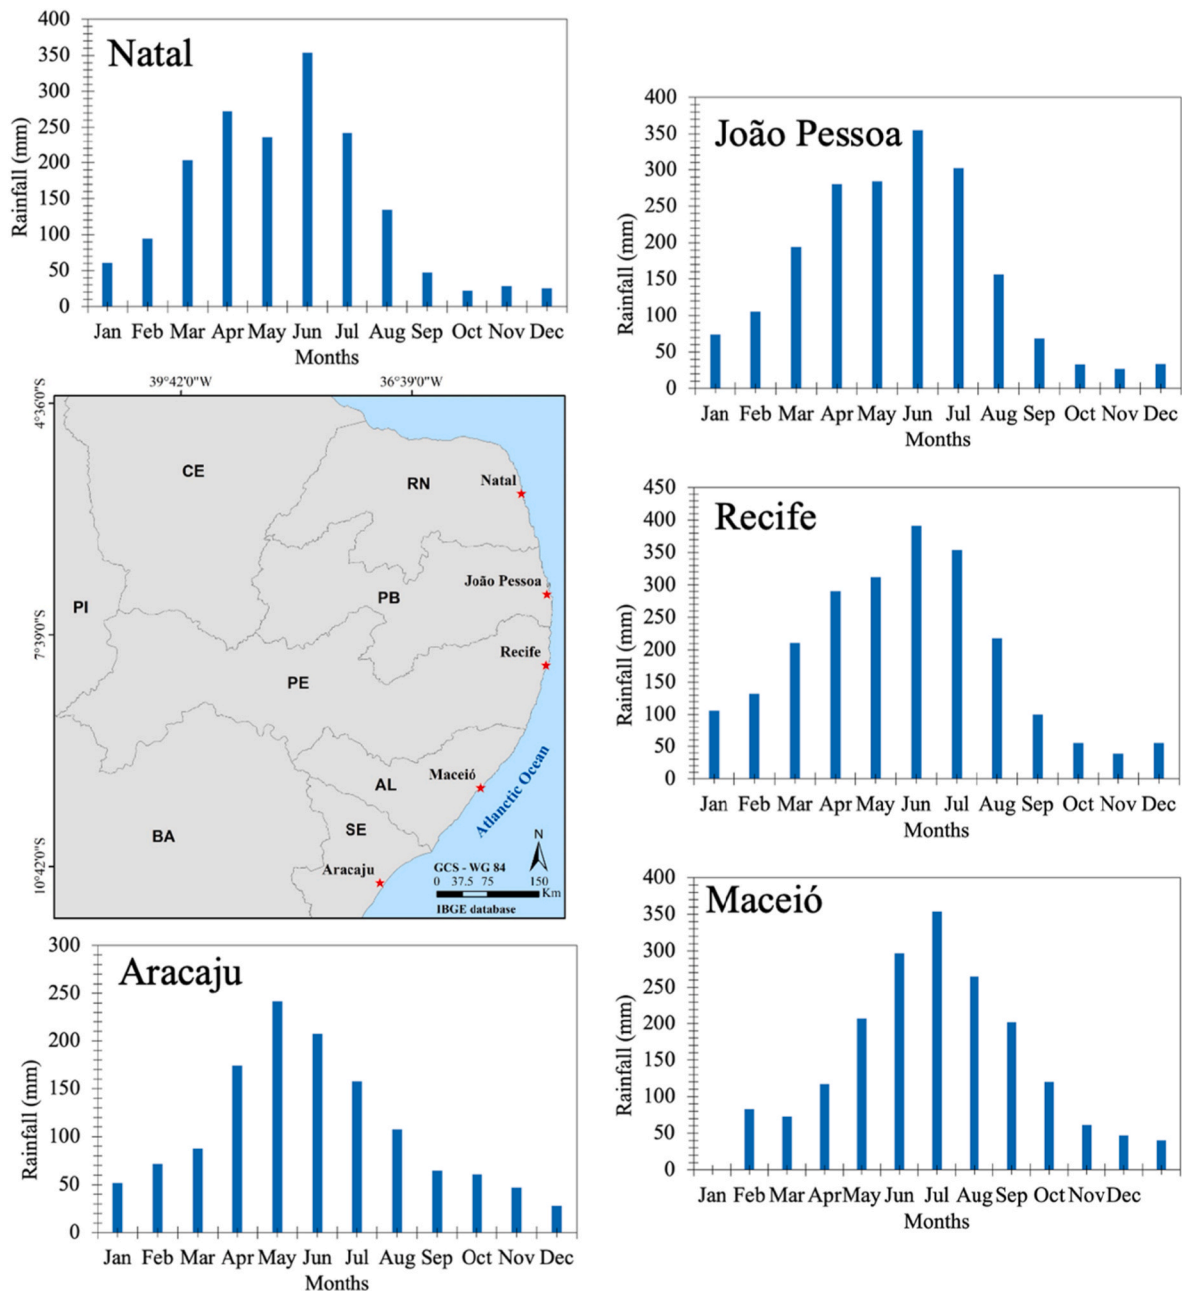 Natal
Rainfall (mm)
400
350
300
250
200
150
100
50
0
Jan Feb Mar Apr May Jun Jul Aug Sep Oct Nov Dec
Months
João Pessoa
Rainfall (mm)
400
350
300
250
200
150
100
50
0
Jan Feb Mar Apr May Jun Jul Aug Sep Oct Nov Dec
Months
39°42'0"W 36°39'0"W
4°36'0"S
7°39'0"S
10°42'0"S
CE
RN
Natal
João Pessoa
PB
PI
Recife
PE
Maceió
AL
Atlanctic Ocean
SE
BA
N
Aracaju
GCS - WG 84
0 37.5 75 150
Km
IBGE database
Recife
Rainfall (mm)
450
400
350
300
250
200
150
100
50
0
Jan Feb Mar Apr May Jun Jul Aug Sep Oct Nov Dec
Months
Aracaju
Rainfall (mm)
300
250
200
150
100
50
0
Jan Feb Mar Apr May Jun Jul Aug Sep Oct Nov Dec
Months
Maceió
Rainfall (mm)
400
350
300
250
200
150
100
50
0
Jan Feb Mar Apr May Jun Jul Aug Sep Oct Nov Dec
Months